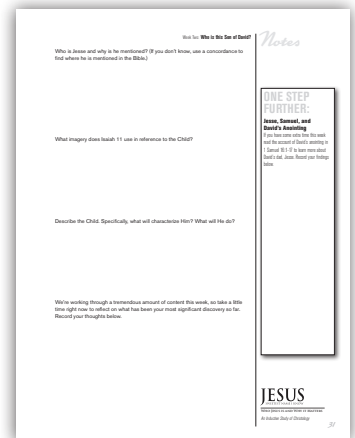 Week Two: Who is this Son of David?
Notes
Who is Jesse and why is he mentioned? (If you don't know, use a concordance to
find where he is mentioned in the Bible.)
What imagery does Isaiah 11 use in reference to the Child?
Describe the Child. Specifically, what will characterize Him? What will He do?
We're working through a tremendous amount of content this week, so take a little
time right now to reflect on what has been your most significant discovery so far.
Record your thoughts below.
ONE STEP
FURTHER:
Jesse, Samuel, and
David's Anointing
If you have some extra time this week
read the account of David's anointing in
1 Samuel 16:1-17 to learn more about
David's dad, Jesse. Record your findings
below.
JESUS
An Inductive Study of Christology
31